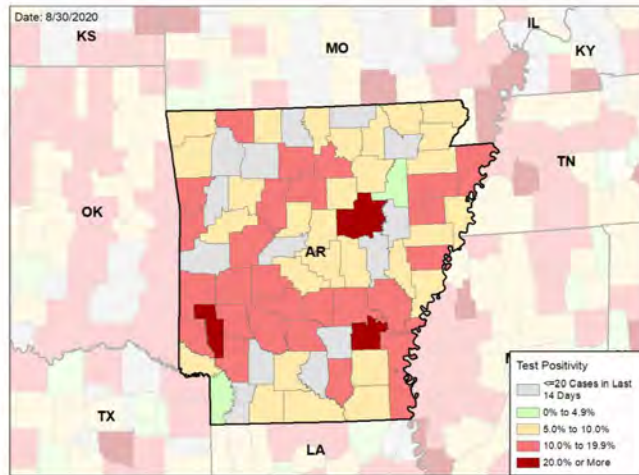 Date: 8/30/2020
KS
MO
IL
KY
OK
AR
TN
TX
LA
Test Positivity
<=20 Cases in Last
14 Days
0% to 4.9%
5.0% to 10.0%
10.0% to 19.9%
20.0% or More